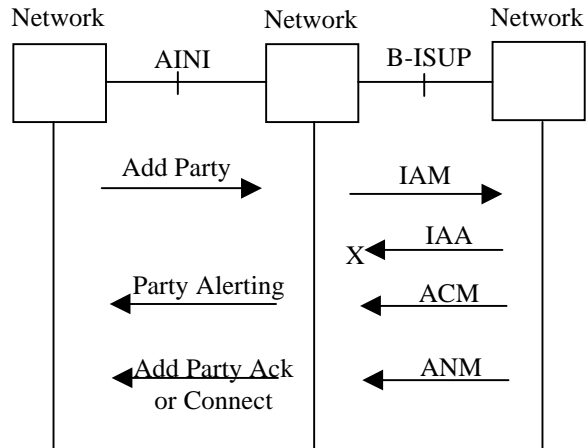 Network
Network
Network
AINI
B-ISUP
Add Party
IAM
X
IAA
Party Alerting
ACM
Add Party Ack
or Connect
ANM